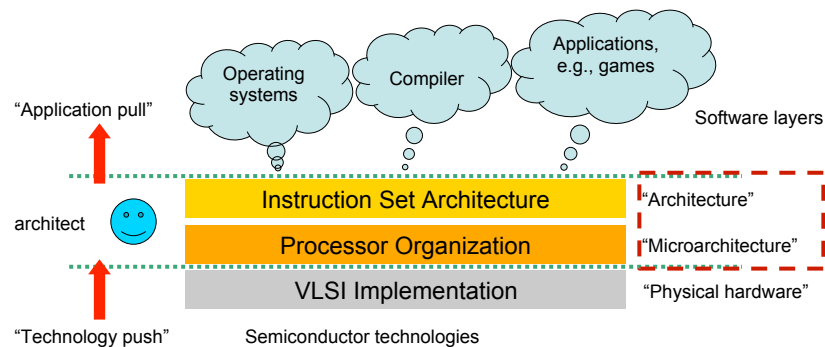 Operating
systems
Compiler
Applications,
e.g., games
“Application pull”
Software layers
Instruction Set Architecture
“Architecture”
architect
Processor Organization
“Microarchitecture”
VLSI Implementation
“Physical hardware”
“Technology push”
Semiconductor technologies